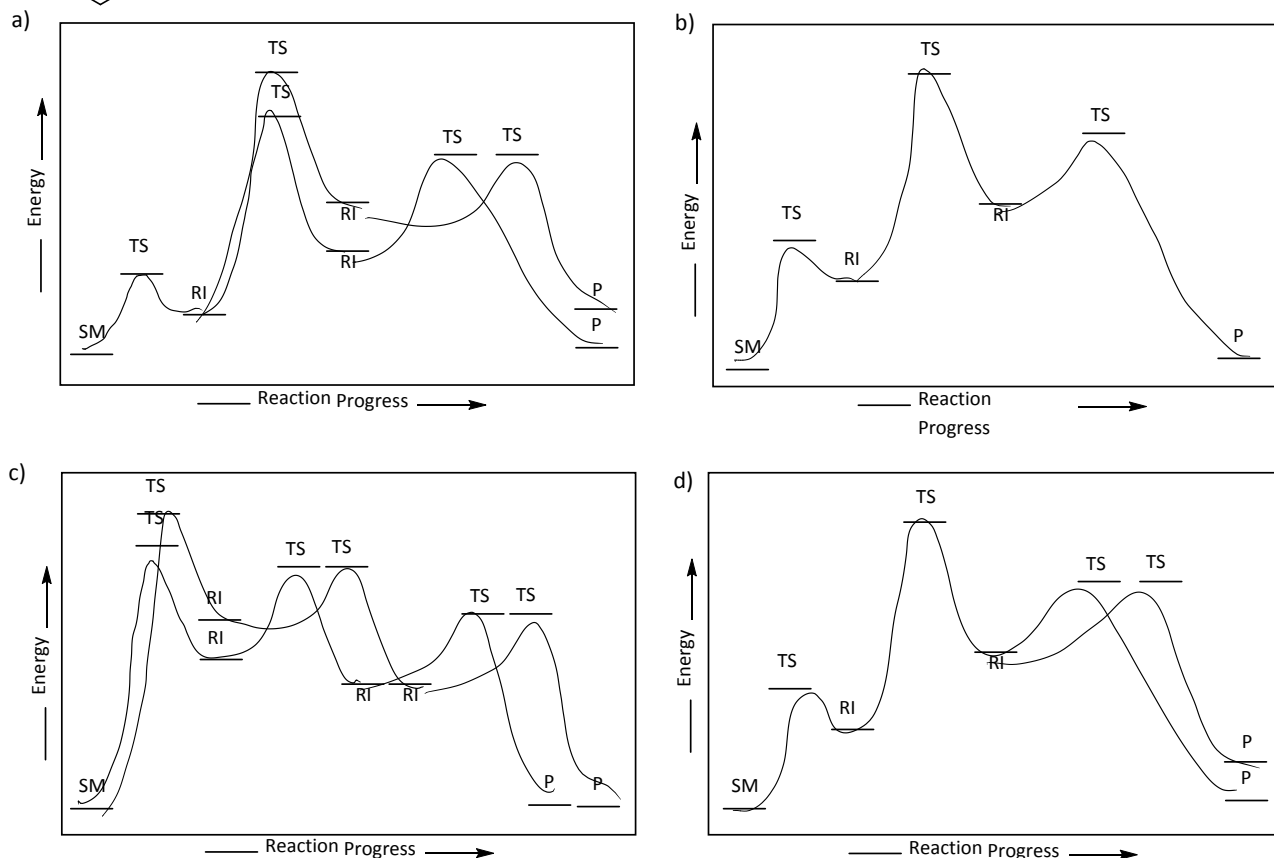 a)
TS
TS
TS
TS
TS
RI
RI
RI
SM
P
P
Energy
Reaction Progress
b)
TS
TS
TS
RI
RI
SM
P
Energy
Reaction
Progress
c)
TS
TS
TS
TS
TS
TS
RI
RI
RI
RI
SM
P
P
Energy
Reaction Progress
d)
TS
TS
TS
TS
RI
RI
SM
P
P
Energy
Reaction Progress